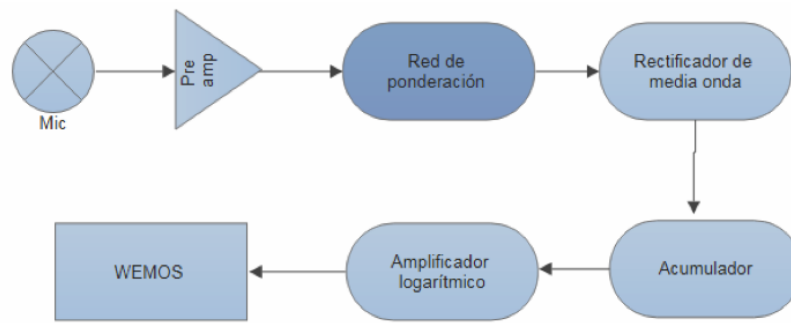 Mic
Pre
amp
Red de
ponderación
Rectificador de
media onda
Acumulador
Amplificador
logarítmico
WEMOS